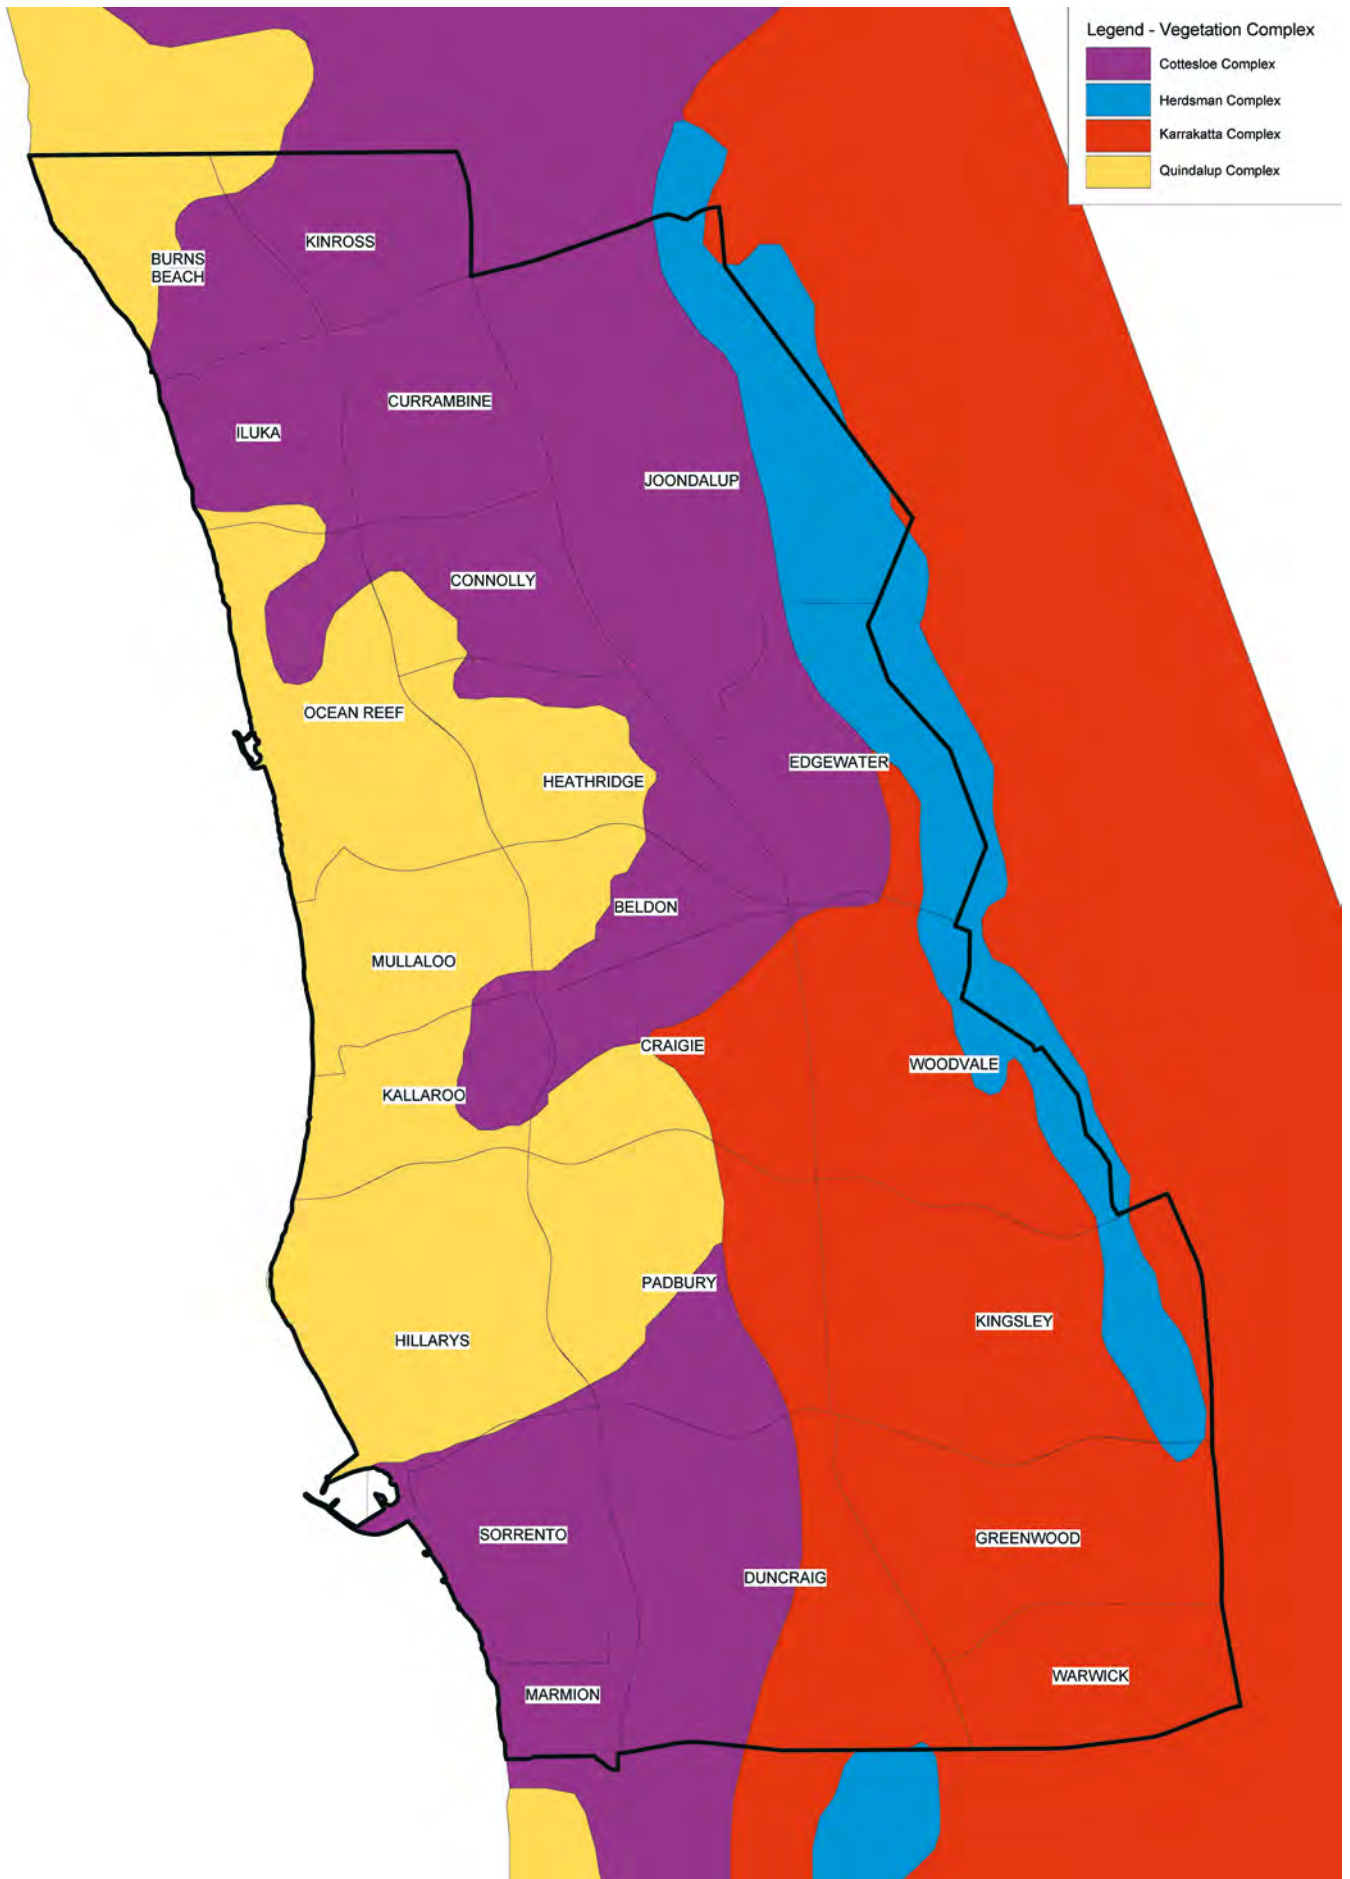 Legend - Vegetation Complex
Cottesloe Complex
Herdsman Complex
Karrakatta Complex
Quindalup Complex
KINROSS
BURNS
BEACH
CURRAMBINE
ILUKA
JOONDALUP
CONNOLLY
OCEAN REEF
EDGEWATER
HEATHRIDGE
BELDON
MULLALOO
CRAIGIE
WOODVALE
KALLAROO
PADBURY
KINGSLEY
HILLARYS
SORRENTO
GREENWOOD
DUNCRAIG
WARWICK
MARMION